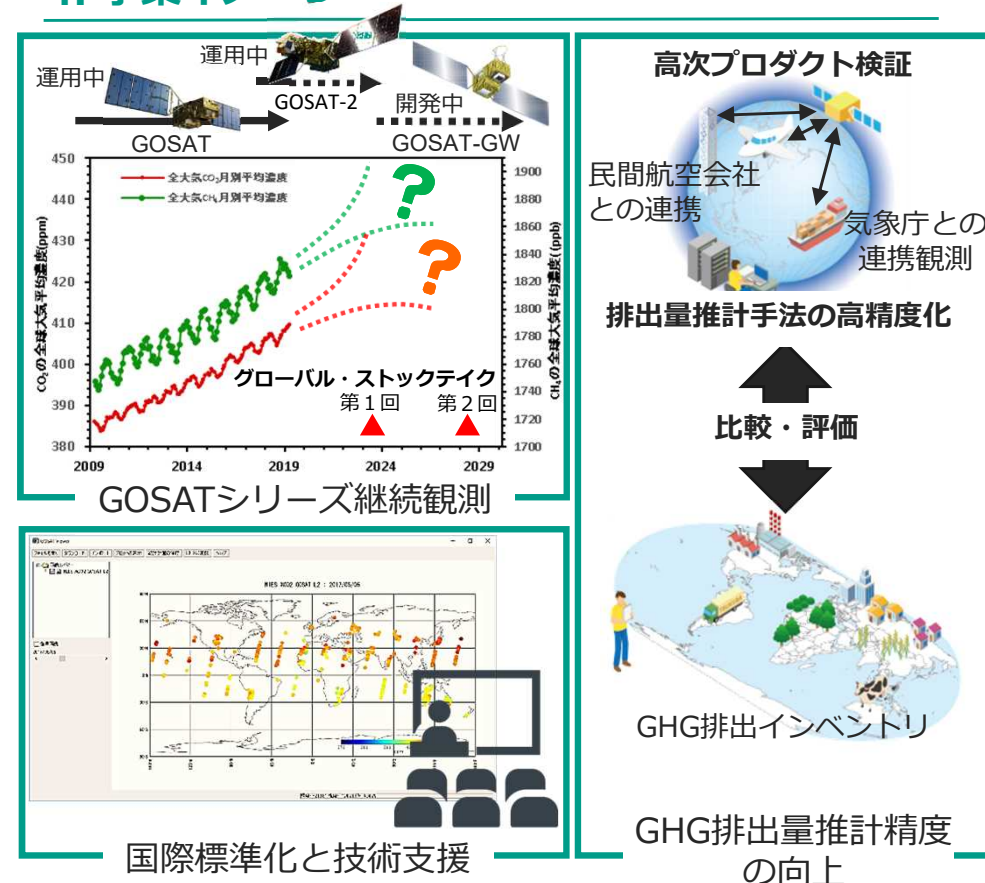 運用中
運用中
GOSAT-2
開発中
GOSAT
GOSAT-GW
450
440
430
420
410
400
390
380
CO₂の全球大気平均濃度(ppm)
全大気CO₂月別平均濃度
全大気CH₄月別平均濃度
?
?
1900
1880
1860
1840
1820
1800
1780
1760
1740
1720
1700
CH₄の全球大気平均濃度((ppb)
グローバル・ストックテイク
第1回 第2回
2009 2014 2019 2024 2029
GOSATシリーズ継続観測
国際標準化と技術支援
高次プロダクト検証
民間航空会社
との連携
気象庁との
連携観測
排出量推計手法の高精度化
比較・評価
GHG排出インベントリ
GHG排出量推計精度
の向上